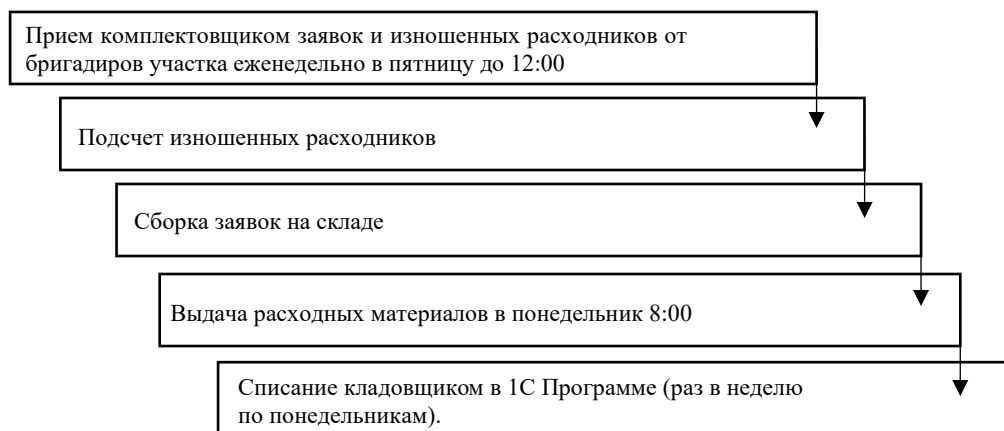 Прием комплектовщиком заявок и изношенных расходников от
бригадиров участка еженедельно в пятницу до 12:00
Подсчет изношенных расходников
Сборка заявок на складе
Выдача расходных материалов в понедельник 8:00
Списание кладовщиком в 1С Программе (раз в неделю
по понедельникам).